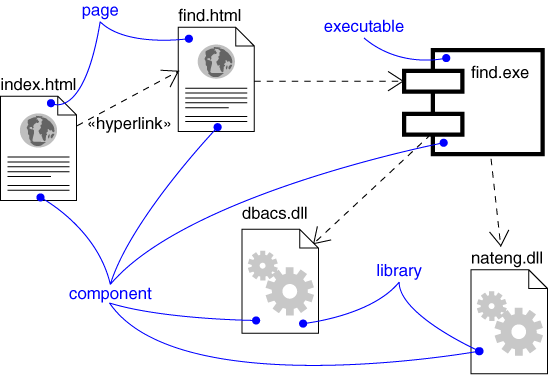 page
find.html
executable
index.html
find.exe
«hyperlink»
dbacs.dll
nateng.dll
library
component